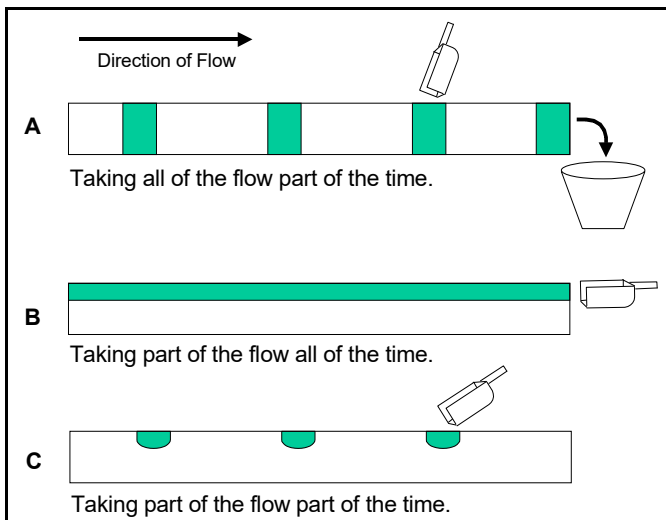 Direction of Flow
A
Taking all of the flow part of the time.
B
Taking part of the flow all of the time.
C
Taking part of the flow part of the time.